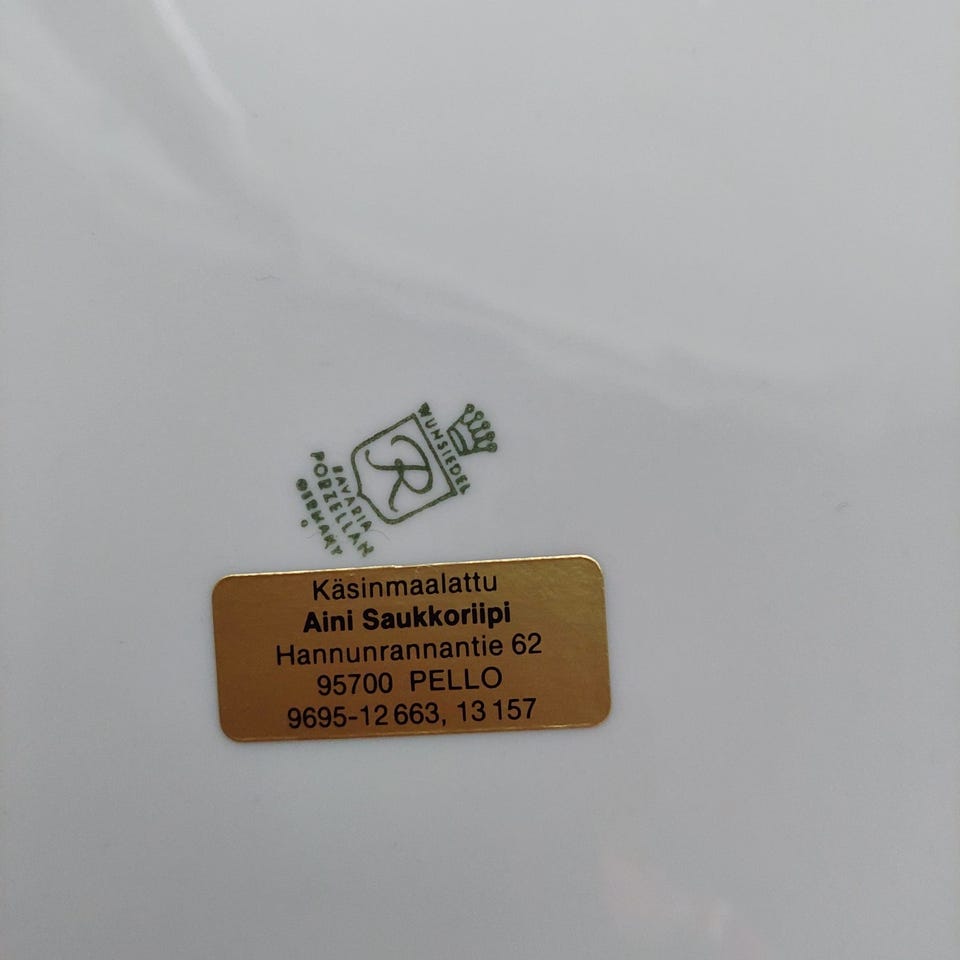 WUNSIEDEL
R
BAVARIA
PORZELLAN
GERMANY
Käsinmaalattu
Aini Saukkoriipi
Hannunrannantie 62
95700 PELLO
9695-12 663, 13 157